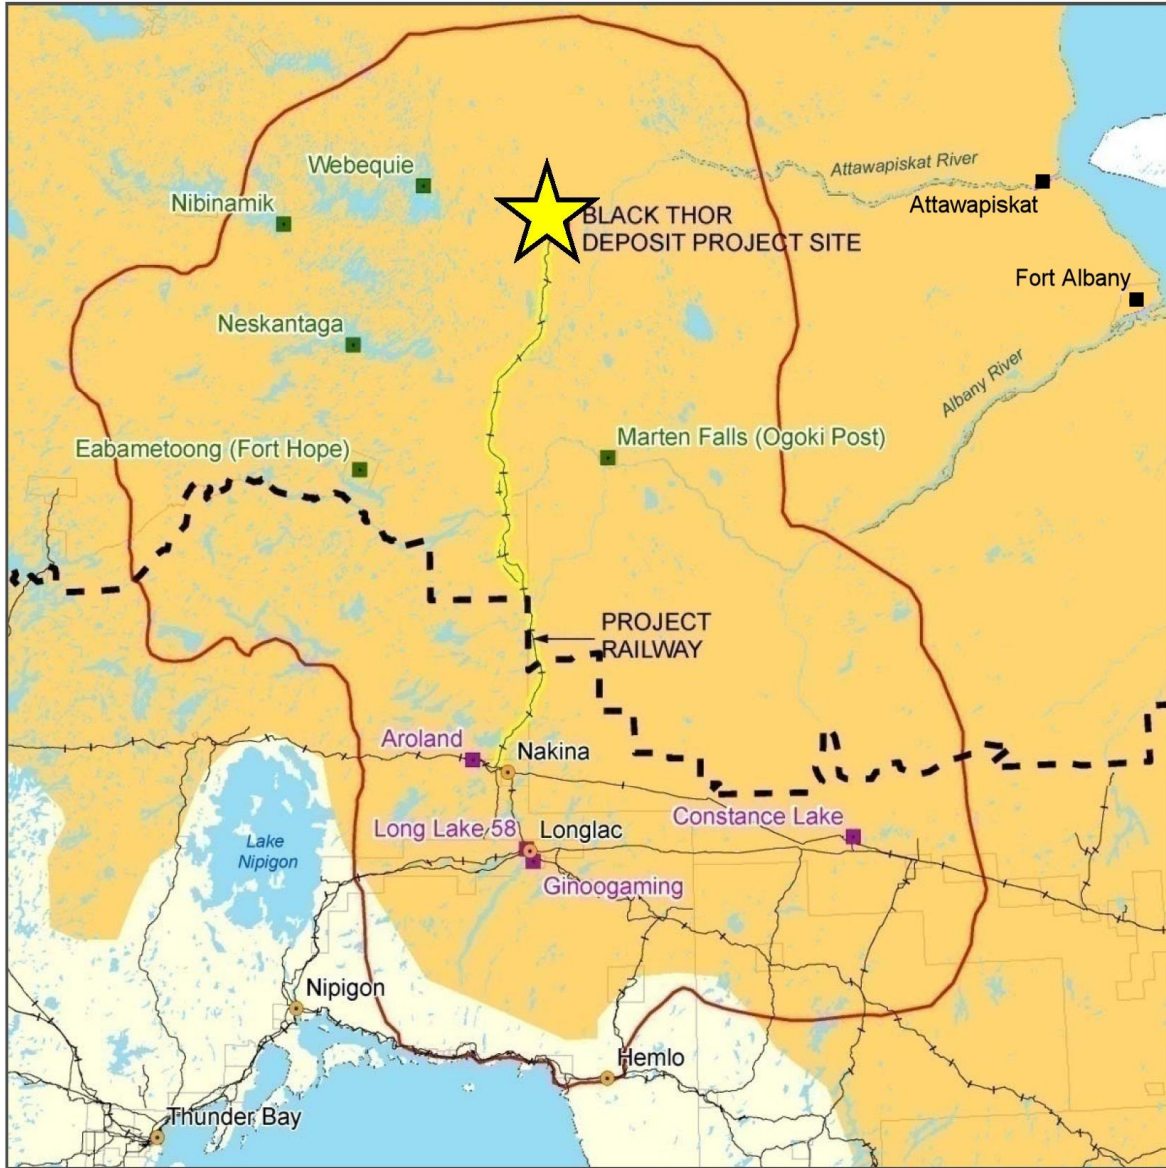 Webequie
Attawapiskat River
Nibinamik
Attawapiskat
BLACK THOR
DEPOSIT PROJECT SITE
Fort Albany
Neskantaga
Albany River
Marten Falls (Ogoki Post)
Eabametoong (Fort Hope)
PROJECT
RAILWAY
Aroland
Nakina
Constance Lake
Long Lake 58
Longlac
Lake
Nipigon
Ginoogaming
Nipigon
Hemlo
Thunder Bay